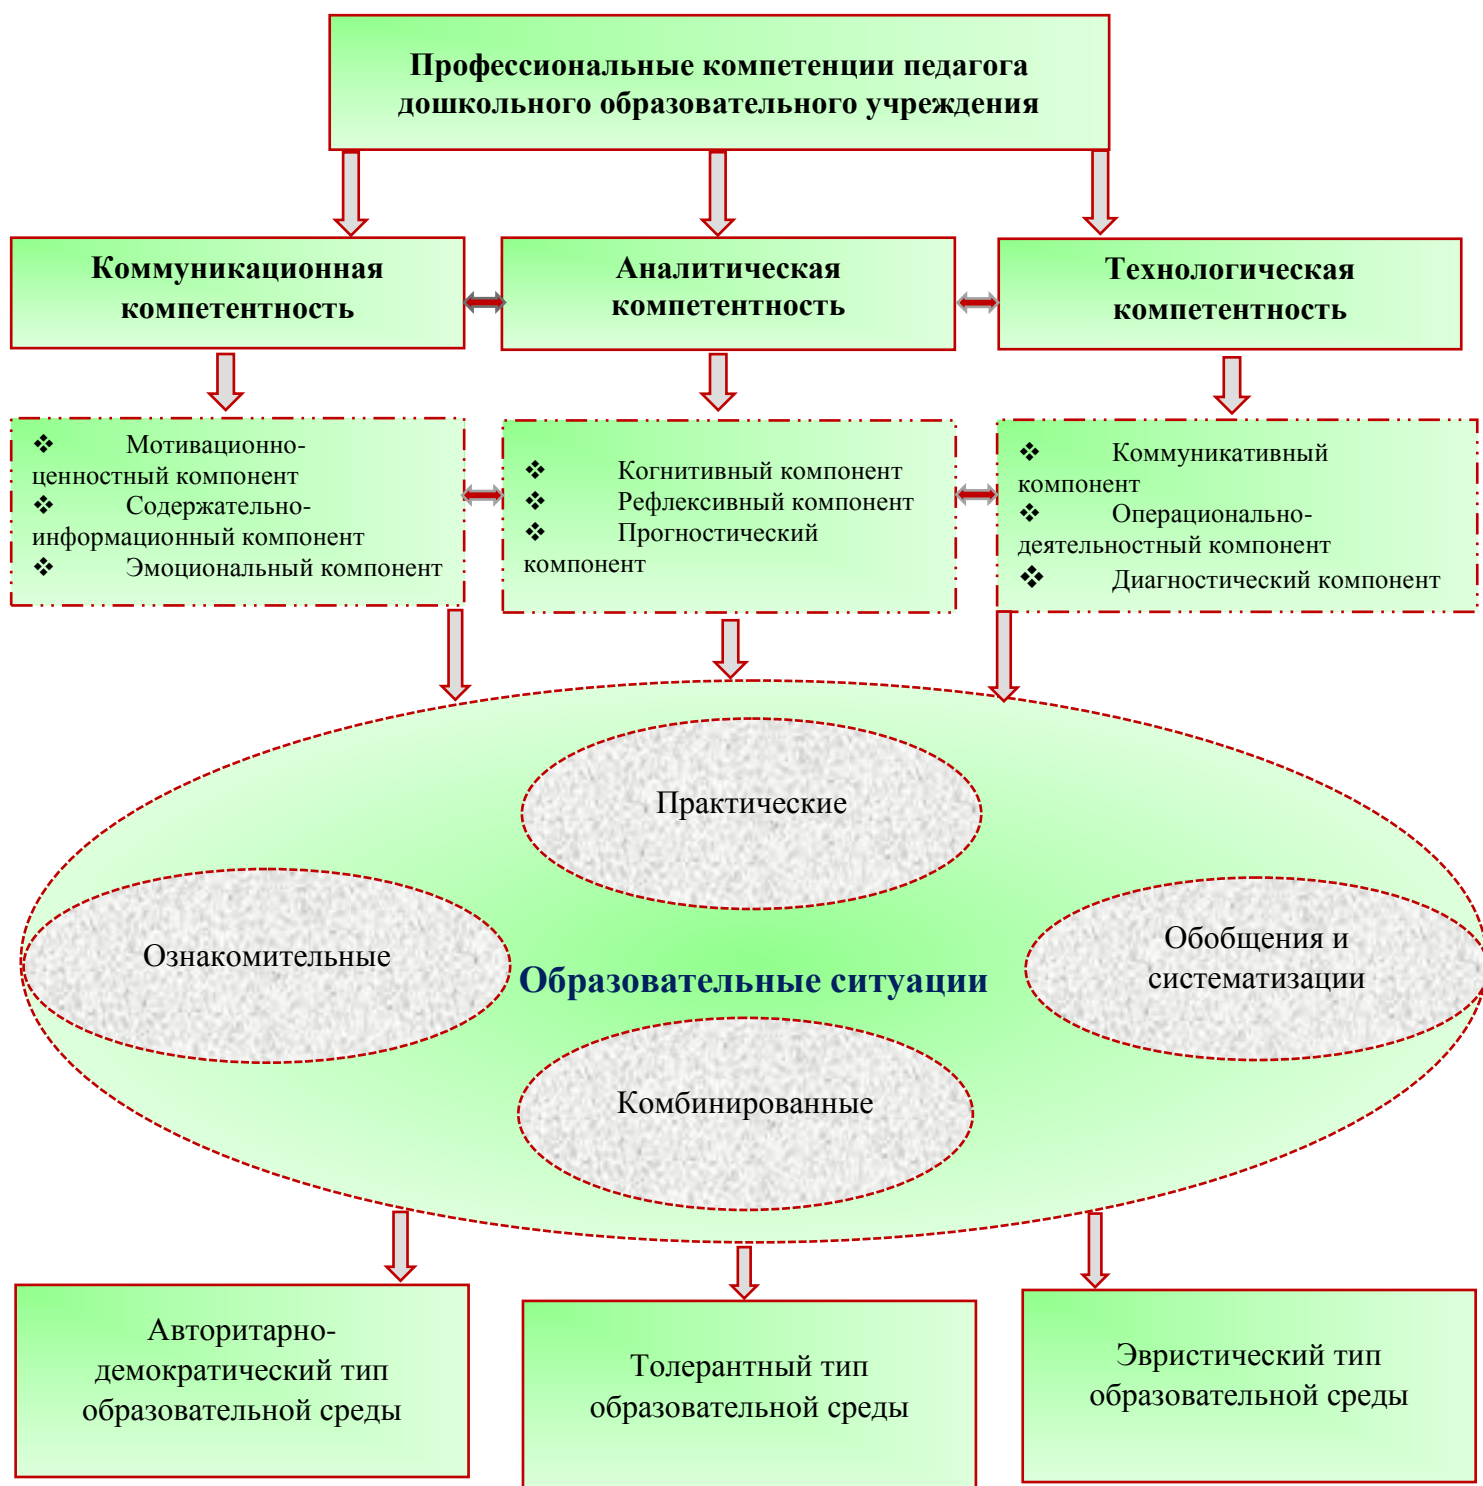 Профессиональные компетенции педагога
дошкольного образовательного учреждения
Коммуникационная
компетентность
Аналитическая
компетентность
Технологическая
компетентность
❖ Мотивационно-
ценностный компонент
❖ Содержательно-
информационный компонент
❖ Эмоциональный компонент
❖ Когнитивный компонент
❖ Рефлексивный компонент
❖ Прогностический
компонент
❖ Коммуникативный
компонент
❖ Операционально-
деятельностный компонент
❖ Диагностический компонент
Практические
Ознакомительные
Обобщения и
систематизации
Образовательные ситуации
Комбинированные
Авторитарно-
демократический тип
образовательной среды
Толерантный тип
образовательной среды
Эвристический тип
образовательной среды